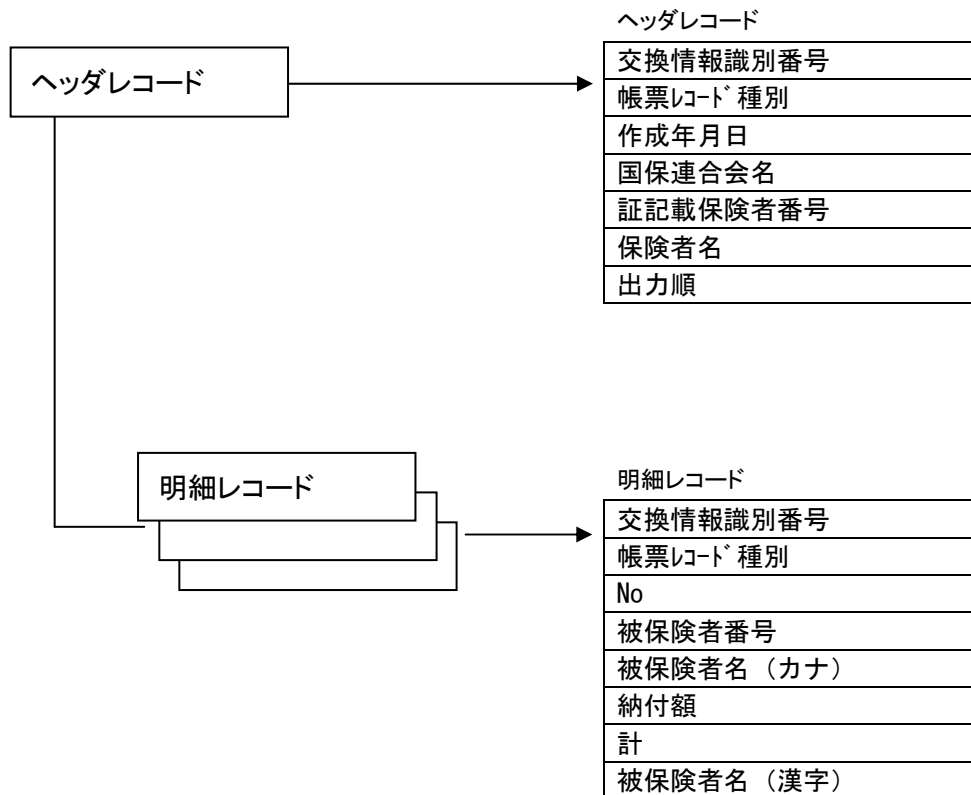 ヘッダレコード
ヘッダレコード
交換情報識別番号
帳票ﾚｺｰﾄﾞ種別
作成年月日
国保連合会名
証記載保険者番号
保険者名
出力順
明細レコード
明細レコード
交換情報識別番号
帳票ﾚｺｰﾄﾞ種別
No
被保険者番号
被保険者名（カナ）
納付額
計
被保険者名（漢字）